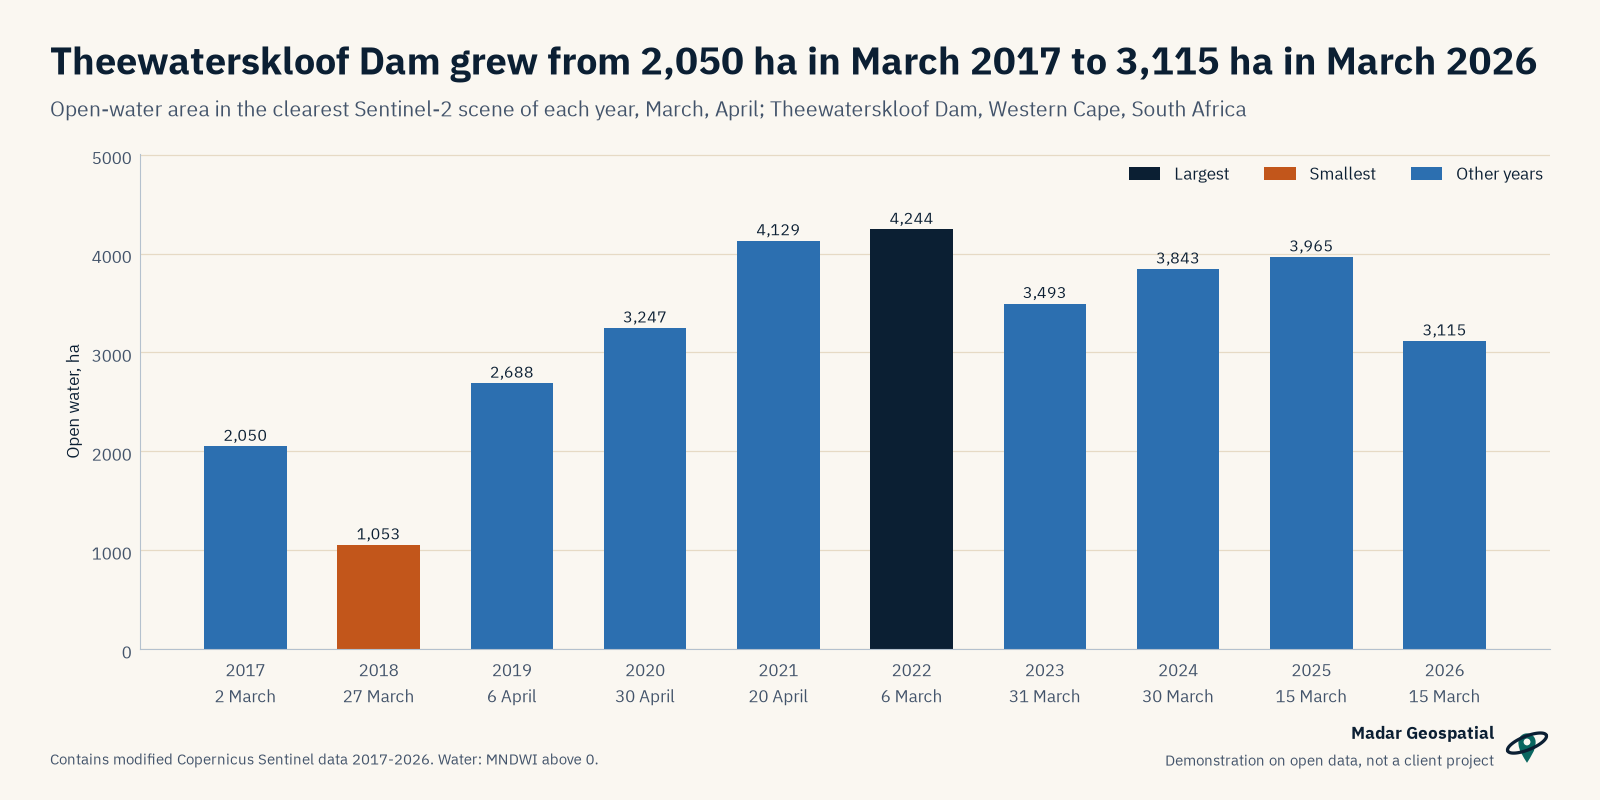 Theewaterskloof Dam grew from 2,050 ha in March 2017 to 3,115 ha in March 2026
Open-water area in the clearest Sentinel-2 scene of each year, March, April; Theewaterskloof Dam, Western Cape, South Africa
Largest Smallest Other years
Open water, ha
5000
4000
3000
2000
1000
0
2,050
1,053
2,688
3,247
4,129
4,244
3,493
3,843
3,965
3,115
2017 2018 2019 2020 2021 2022 2023 2024 2025 2026
2 March 27 March 6 April 30 April 20 April 6 March 31 March 30 March 15 March 15 March
Contains modified Copernicus Sentinel data 2017-2026. Water: MNDWI above 0.
Madar Geospatial
Demonstration on open data, not a client project